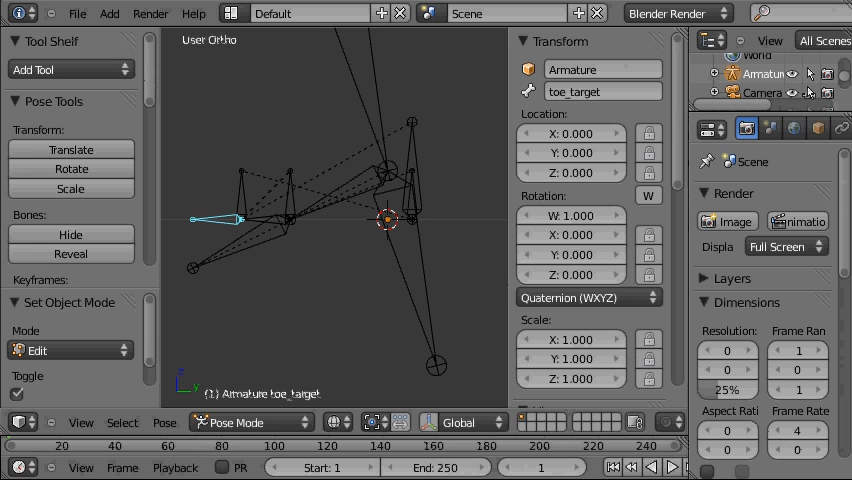 File Add Render Help Default Scene Blender Render
Tool Shelf
Add Tool
Pose Tools
Transform:
Translate
Rotate
Scale
Bones:
Hide
Reveal
Keyframes:
Set Object Mode
Mode
Edit
Toggle
User Ortho
z
y
(1) Armature toe_target
View Select Pose Pose Mode Global
Transform
Armature
toe_target
Location:
X: 0.000
Y: 0.000
Z: 0.000
Rotation:
W
W: 1.000
X: 0.000
Y: 0.000
Z: 0.000
Quaternion (WXYZ)
Scale:
X: 1.000
Y: 1.000
Z: 1.000
View All Scenes
World
Armatur
Camera
Scene
Render
Image Animatio
Displa Full Screen
Layers
Dimensions
Resolution: Frame Ran
0 1
0 0
25% 1
Aspect Rati Frame Rate
0 4
0 0
20 40 60 80 100 120 140 160 180 200 220 240
View Frame Playback PR Start: 1 End: 250 1